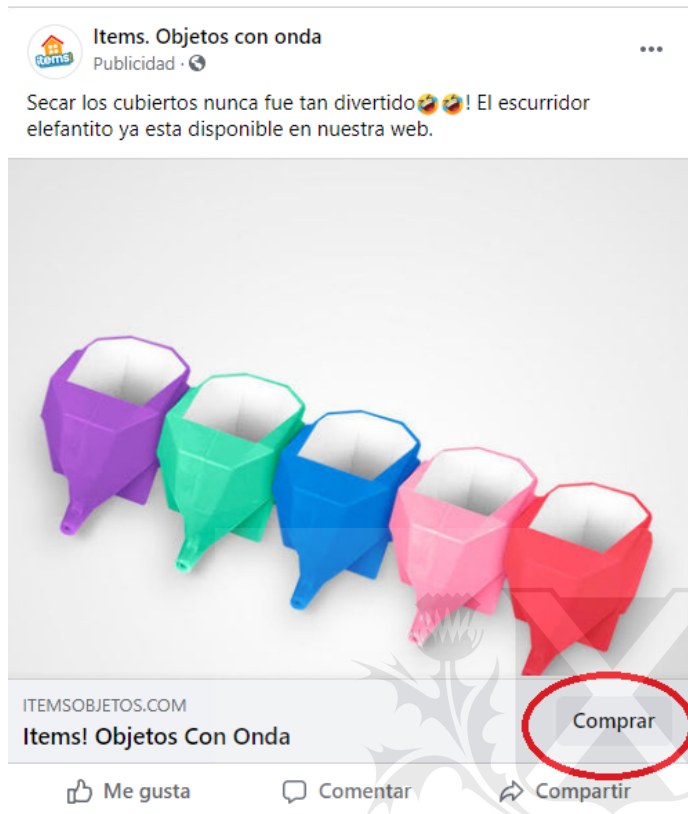 Items. Objetos con onda
items!
Publicidad ·
Secar los cubiertos nunca fue tan divertido🤣🤣! El escurridor
elefantito ya esta disponible en nuestra web.
ITEMSOBJETOS.COM
Items! Objetos Con Onda
Comprar
Me gusta
Comentar
Compartir